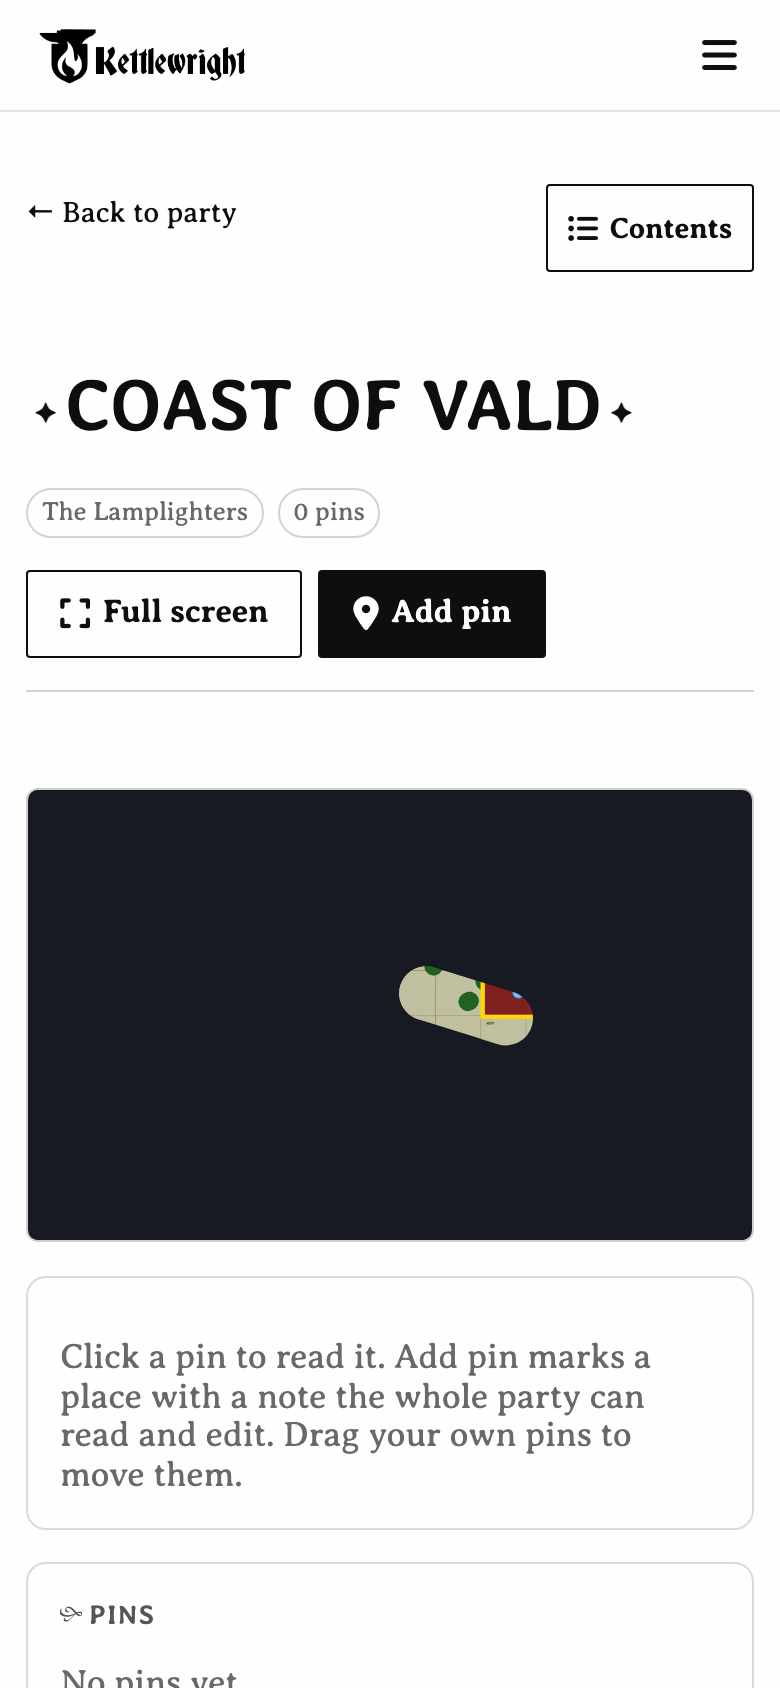 Kettlewright
← Back to party
Contents
COAST OF VALD
The Lamplighters
0 pins
Full screen
Add pin
Click a pin to read it. Add pin marks a
place with a note the whole party can
read and edit. Drag your own pins to
move them.
PINS
No pins yet